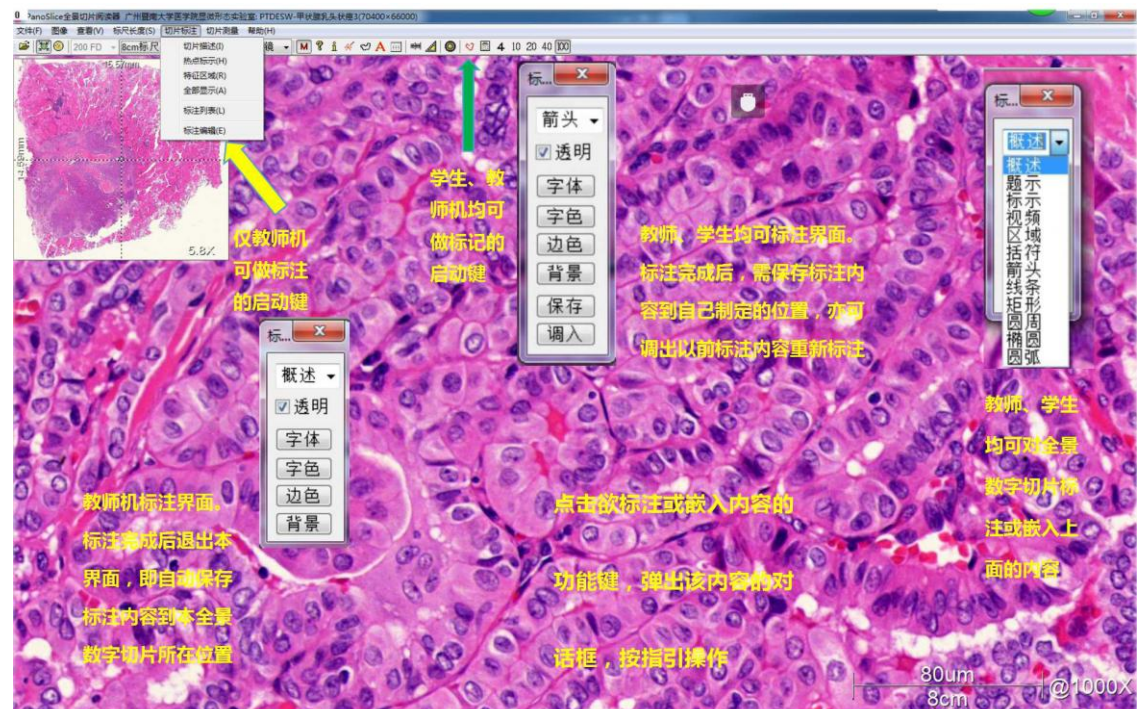 PanoSlice全景切片阅读器 广州暨南大学医学院显微形态实验室: PTDESW-甲状腺乳头状癌3(70400×66000)
文件(F) 图像 查看(V) 标尺长度(S) 切片标注 切片测量 帮助(H)
200 FD 8cm标尺 镜 M A 4 10 20 40 100
切片描述(I)
热点标示(H)
特征区域(R)
全部显示(A)
标注列表(L)
标注编辑(E)
15.57mm
14.59mm
5.8X
仅教师机
可做标注
的启动键
学生、教
师机均可
做标记的
启动键
标...
箭头
透明
字体
字色
边色
背景
保存
调入
教师、学生均可标注界面。
标注完成后，需保存标注内
容到自己制定的位置，亦可
调出以前标注内容重新标注
标...
概述
概述
题示
标示
视频
区域
括符
箭头
线条
矩形
圆周
椭圆
圆弧
教师、学生
均可对全景
数字切片标
注或嵌入上
面的内容
标...
概述
透明
字体
字色
边色
背景
教师机标注界面。
标注完成后退出本
界面，即自动保存
标注内容到本全景
数字切片所在位置
点击欲标注或嵌入内容的
功能键，弹出该内容的对
话框，按指引操作
80um
8cm
@1000X